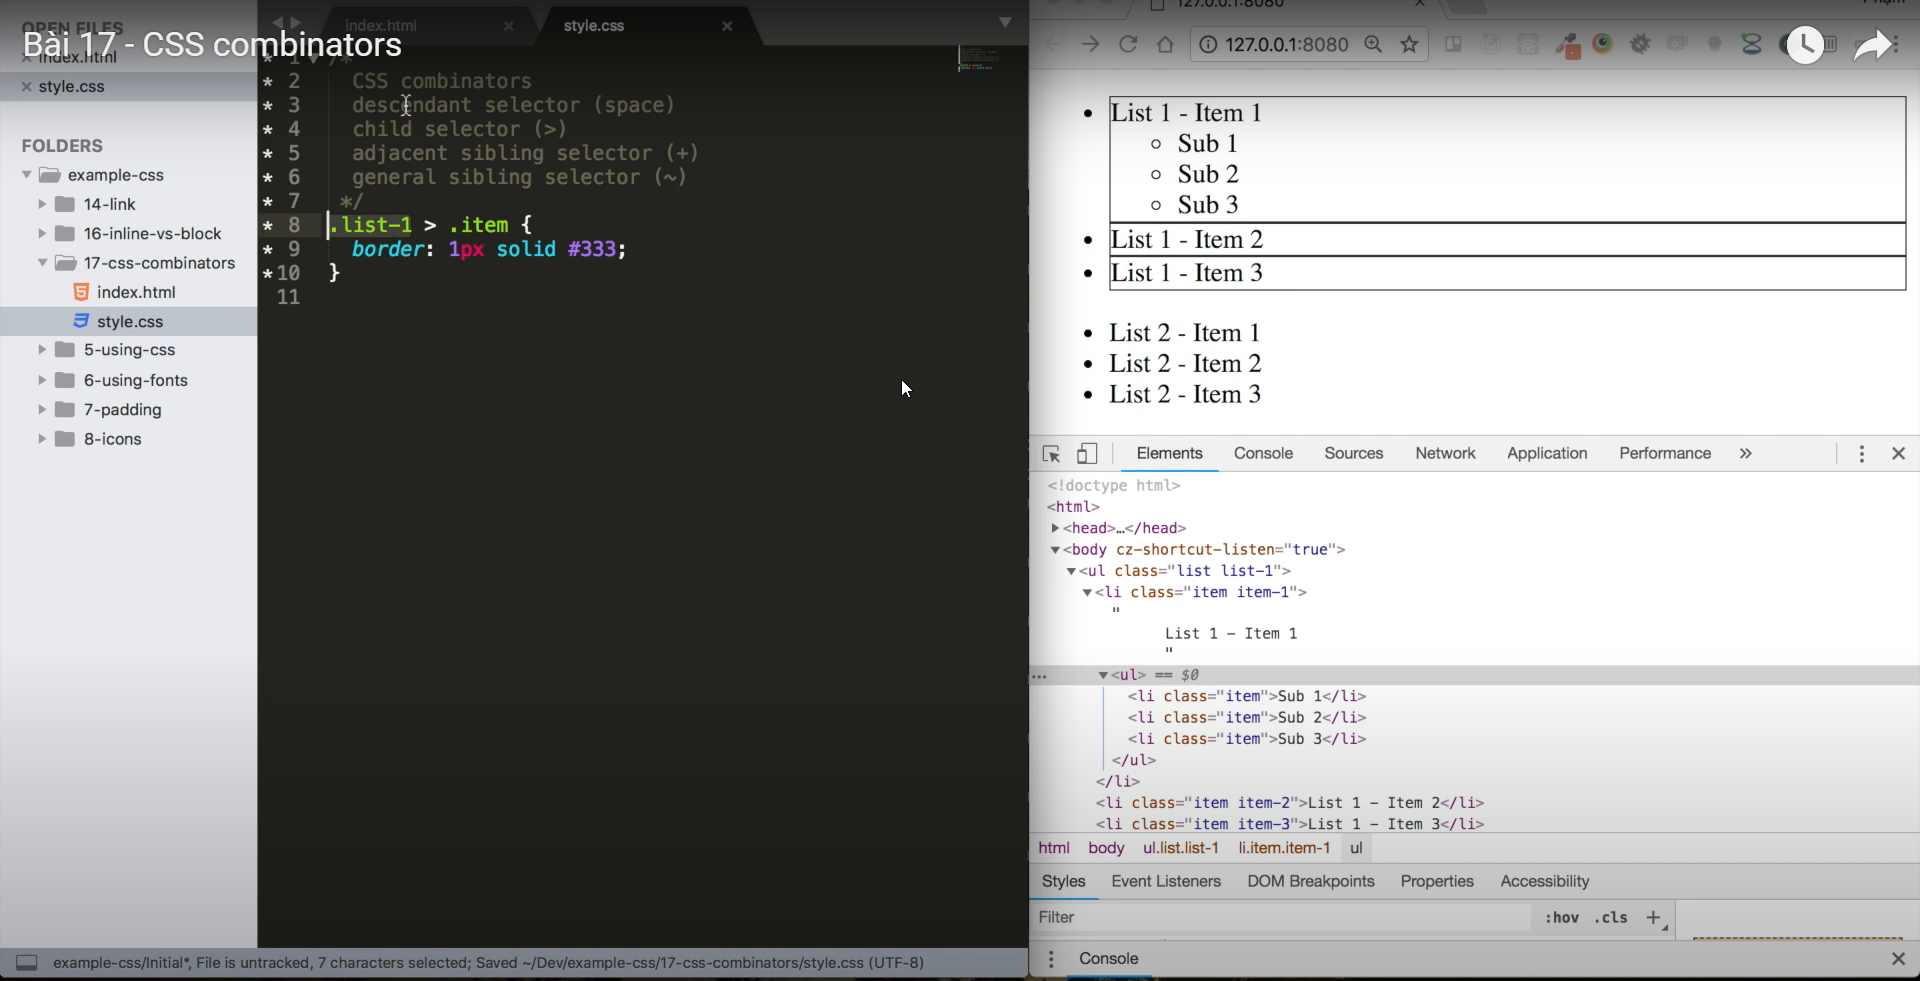 Bài 17 - CSS combinators
OPEN FILES
index.html
style.css
FOLDERS
example-css
14-link
16-inline-vs-block
17-css-combinators
index.html
style.css
5-using-css
6-using-fonts
7-padding
8-icons
index.html
style.css
1 /*
2 CSS combinators
3 descendant selector (space)
4 child selector (>)
5 adjacent sibling selector (+)
6 general sibling selector (~)
7 */
8 .list-1 > .item {
9 border: 1px solid #333;
10 }
11
example-css/Initial*, File is untracked, 7 characters selected; Saved ~/Dev/example-css/17-css-combinators/style.css (UTF-8)
127.0.0.1:8080
127.0.0.1:8080
List 1 - Item 1
Sub 1
Sub 2
Sub 3
List 1 - Item 2
List 1 - Item 3
List 2 - Item 1
List 2 - Item 2
List 2 - Item 3
Elements Console Sources Network Application Performance »
<!doctype html>
<html>
<head>…</head>
<body cz-shortcut-listen="true">
<ul class="list list-1">
<li class="item item-1">
"
List 1 - Item 1
"
<ul> == $0
<li class="item">Sub 1</li>
<li class="item">Sub 2</li>
<li class="item">Sub 3</li>
</ul>
</li>
<li class="item item-2">List 1 - Item 2</li>
<li class="item item-3">List 1 - Item 3</li>
html body ul.list.list-1 li.item.item-1 ul
Styles Event Listeners DOM Breakpoints Properties Accessibility
Filter :hov .cls +
Console